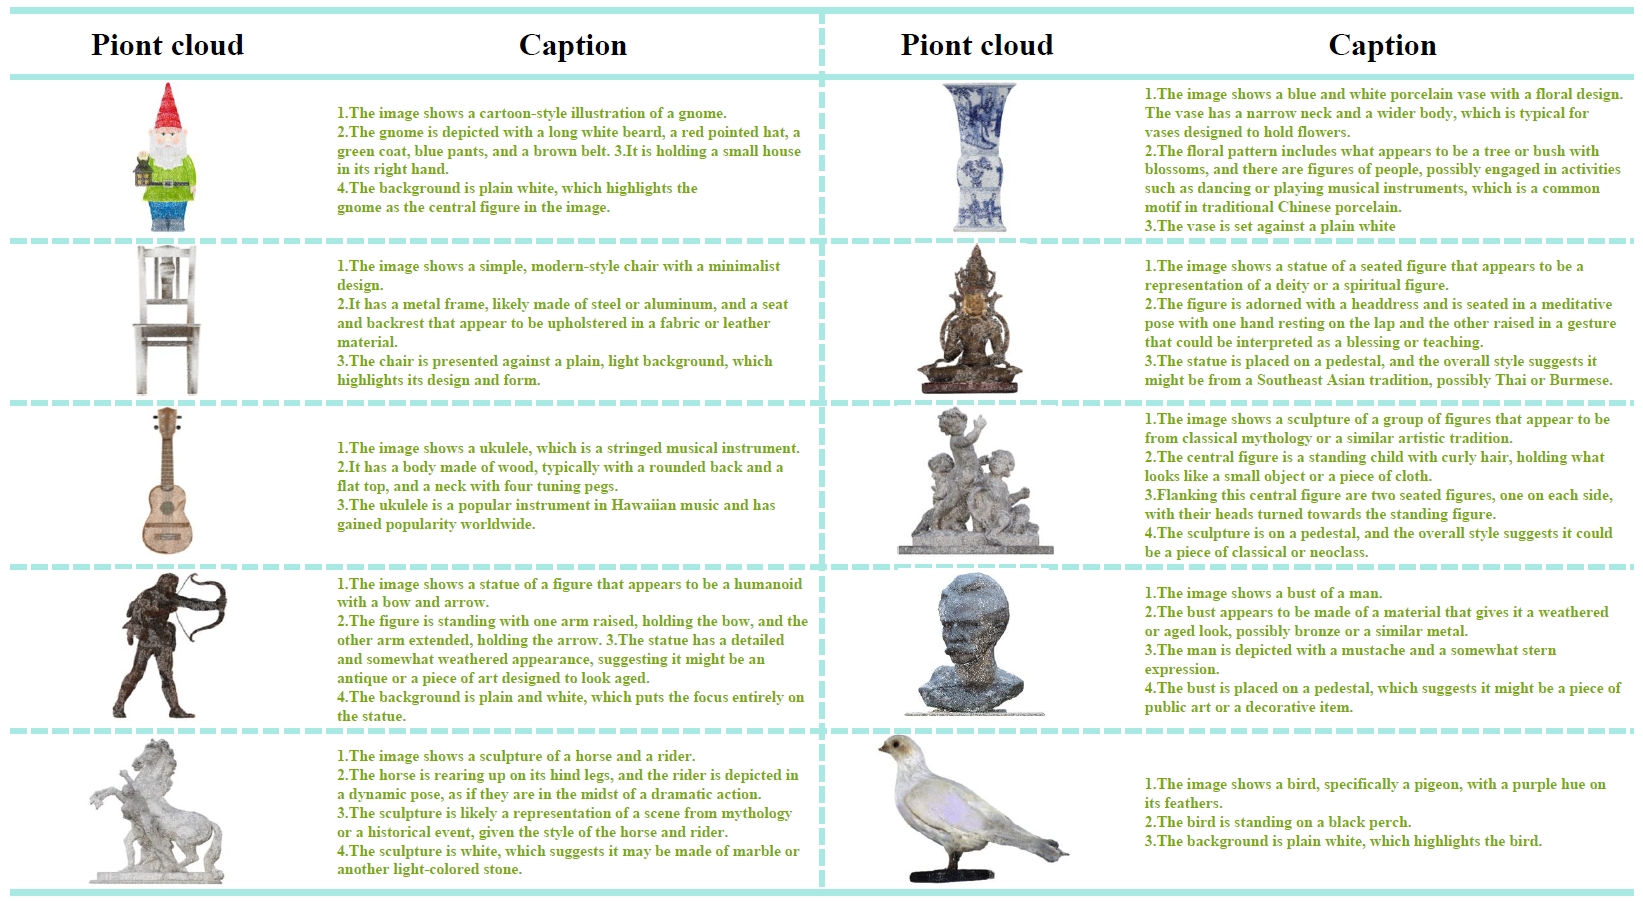 Piont cloud
Caption
Piont cloud
Caption
1.The image shows a cartoon-style illustration of a gnome.
2.The gnome is depicted with a long white beard, a red pointed hat, a
green coat, blue pants, and a brown belt. 3.It is holding a small house
in its right hand.
4.The background is plain white, which highlights the
gnome as the central figure in the image.
1.The image shows a blue and white porcelain vase with a floral design.
The vase has a narrow neck and a wider body, which is typical for
vases designed to hold flowers.
2.The floral pattern includes what appears to be a tree or bush with
blossoms, and there are figures of people, possibly engaged in activities
such as dancing or playing musical instruments, which is a common
motif in traditional Chinese porcelain.
3.The vase is set against a plain white
1.The image shows a simple, modern-style chair with a minimalist
design.
2.It has a metal frame, likely made of steel or aluminum, and a seat
and backrest that appear to be upholstered in a fabric or leather
material.
3.The chair is presented against a plain, light background, which
highlights its design and form.
1.The image shows a statue of a seated figure that appears to be a
representation of a deity or a spiritual figure.
2.The figure is adorned with a headdress and is seated in a meditative
pose with one hand resting on the lap and the other raised in a gesture
that could be interpreted as a blessing or teaching.
3.The statue is placed on a pedestal, and the overall style suggests it
might be from a Southeast Asian tradition, possibly Thai or Burmese.
1.The image shows a ukulele, which is a stringed musical instrument.
2.It has a body made of wood, typically with a rounded back and a
flat top, and a neck with four tuning pegs.
3.The ukulele is a popular instrument in Hawaiian music and has
gained popularity worldwide.
1.The image shows a sculpture of a group of figures that appear to be
from classical mythology or a similar artistic tradition.
2.The central figure is a standing child with curly hair, holding what
looks like a small object or a piece of cloth.
3.Flanking this central figure are two seated figures, one on each side,
with their heads turned towards the standing figure.
4.The sculpture is on a pedestal, and the overall style suggests it could
be a piece of classical or neoclass.
1.The image shows a statue of a figure that appears to be a humanoid
with a bow and arrow.
2.The figure is standing with one arm raised, holding the bow, and the
other arm extended, holding the arrow. 3.The statue has a detailed
and somewhat weathered appearance, suggesting it might be an
antique or a piece of art designed to look aged.
4.The background is plain and white, which puts the focus entirely on
the statue.
1.The image shows a bust of a man.
2.The bust appears to be made of a material that gives it a weathered
or aged look, possibly bronze or a similar metal.
3.The man is depicted with a mustache and a somewhat stern
expression.
4.The bust is placed on a pedestal, which suggests it might be a piece of
public art or a decorative item.
1.The image shows a sculpture of a horse and a rider.
2.The horse is rearing up on its hind legs, and the rider is depicted in
a dynamic pose, as if they are in the midst of a dramatic action.
3.The sculpture is likely a representation of a scene from mythology
or a historical event, given the style of the horse and rider.
4.The sculpture is white, which suggests it may be made of marble or
another light-colored stone.
1.The image shows a bird, specifically a pigeon, with a purple hue on
its feathers.
2.The bird is standing on a black perch.
3.The background is plain white, which highlights the bird.